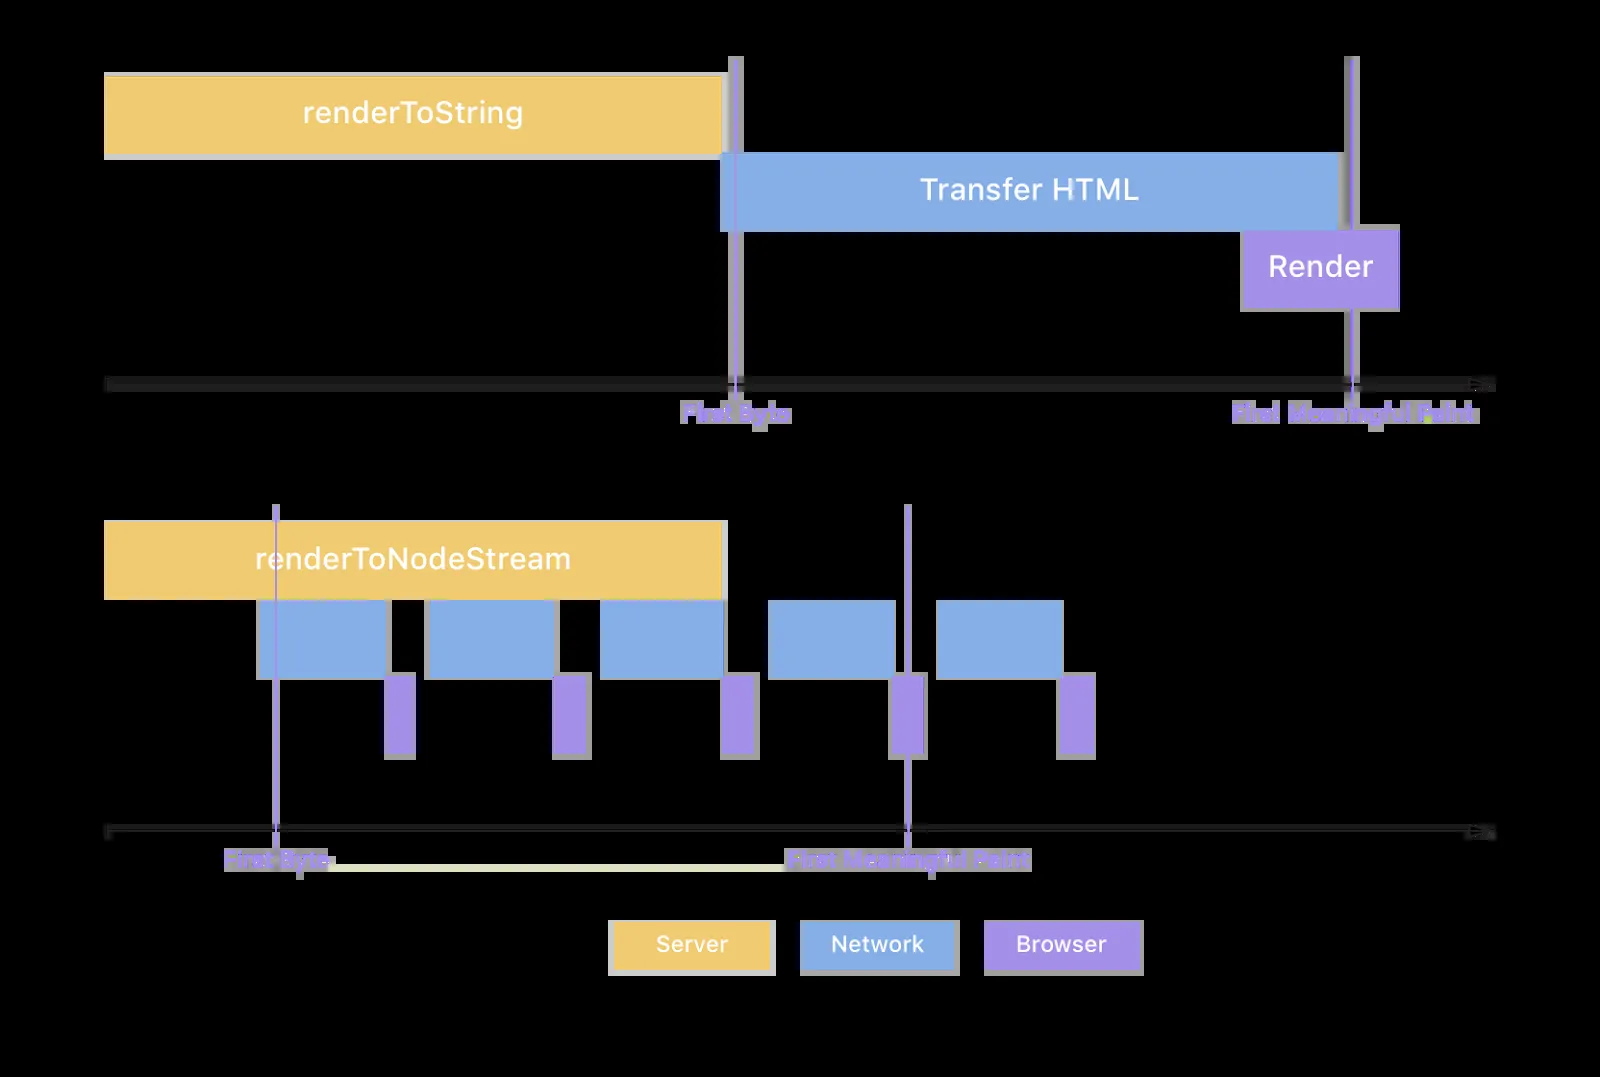 renderToString
Transfer HTML
Render
First Byte
First Meaningful Paint
renderToNodeStream
First Byte
First Meaningful Paint
Server
Network
Browser